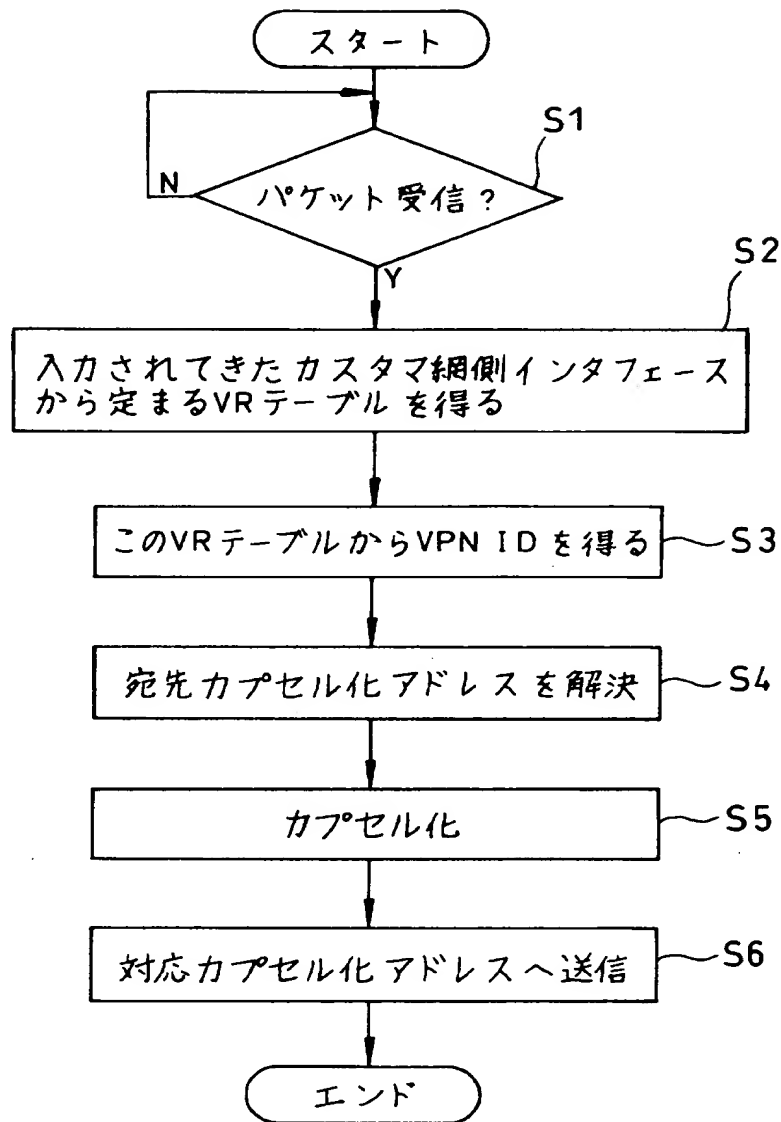 スタート
S1
N
パケット受信?
Y
S2
入力されてきたカスタマ網側インタフェース
から定まるVRテーブルを得る
このVRテーブルからVPN IDを得る
S3
宛先カプセル化アドレスを解決
S4
カプセル化
S5
対応カプセル化アドレスへ送信
S6
エンド